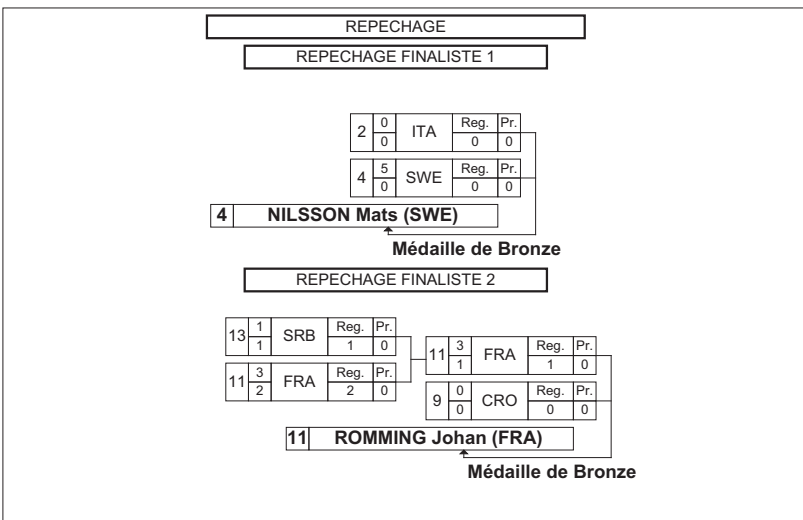 REPECHAGE
REPECHAGE FINALISTE 1
2 0 ITA Reg. Pr.
0 0 0
4 5 SWE Reg. Pr.
0 0 0
4 NILSSON Mats (SWE)
Médaille de Bronze
REPECHAGE FINALISTE 2
13 1 SRB Reg. Pr.
1 1 0
11 3 FRA Reg. Pr.
2 2 0
11 3 FRA Reg. Pr.
1 1 0
9 0 CRO Reg. Pr.
0 0 0
11 ROMMING Johan (FRA)
Médaille de Bronze